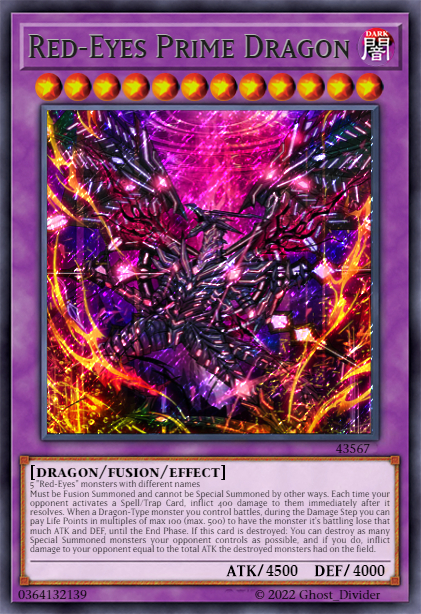 Red-Eyes Prime Dragon
DARK
闇
43567
[DRAGON/FUSION/EFFECT]
5 "Red-Eyes" monsters with different names
Must be Fusion Summoned and cannot be Special Summoned by other ways. Each time your
opponent activates a Spell/Trap Card, inflict 400 damage to them immediately after it
resolves. When a Dragon-Type monster you control battles, during the Damage Step you can
pay Life Points in multiples of max 100 (max. 500) to have the monster it's battling lose that
much ATK and DEF, until the End Phase. If this card is destroyed: You can destroy as many
Special Summoned monsters your opponent controls as possible, and if you do, inflict
damage to your opponent equal to the total ATK the destroyed monsters had on the field.
ATK/4500 DEF/4000
0364132139
© 2022 Ghost_Divider